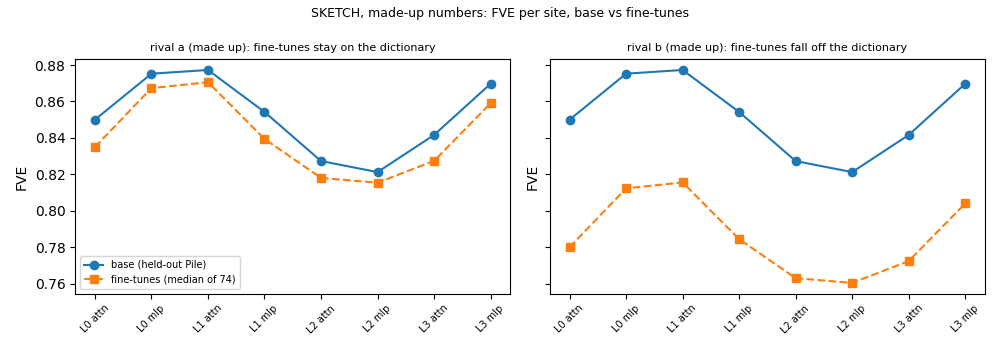 SKETCH, made-up numbers: FVE per site, base vs fine-tunes
rival a (made up): fine-tunes stay on the dictionary
FVE
0.88
0.86
0.84
0.82
0.80
0.78
0.76
base (held-out Pile)
fine-tunes (median of 74)
L0 attn
L0 mlp
L1 attn
L1 mlp
L2 attn
L2 mlp
L3 attn
L3 mlp
rival b (made up): fine-tunes fall off the dictionary
FVE
L0 attn
L0 mlp
L1 attn
L1 mlp
L2 attn
L2 mlp
L3 attn
L3 mlp